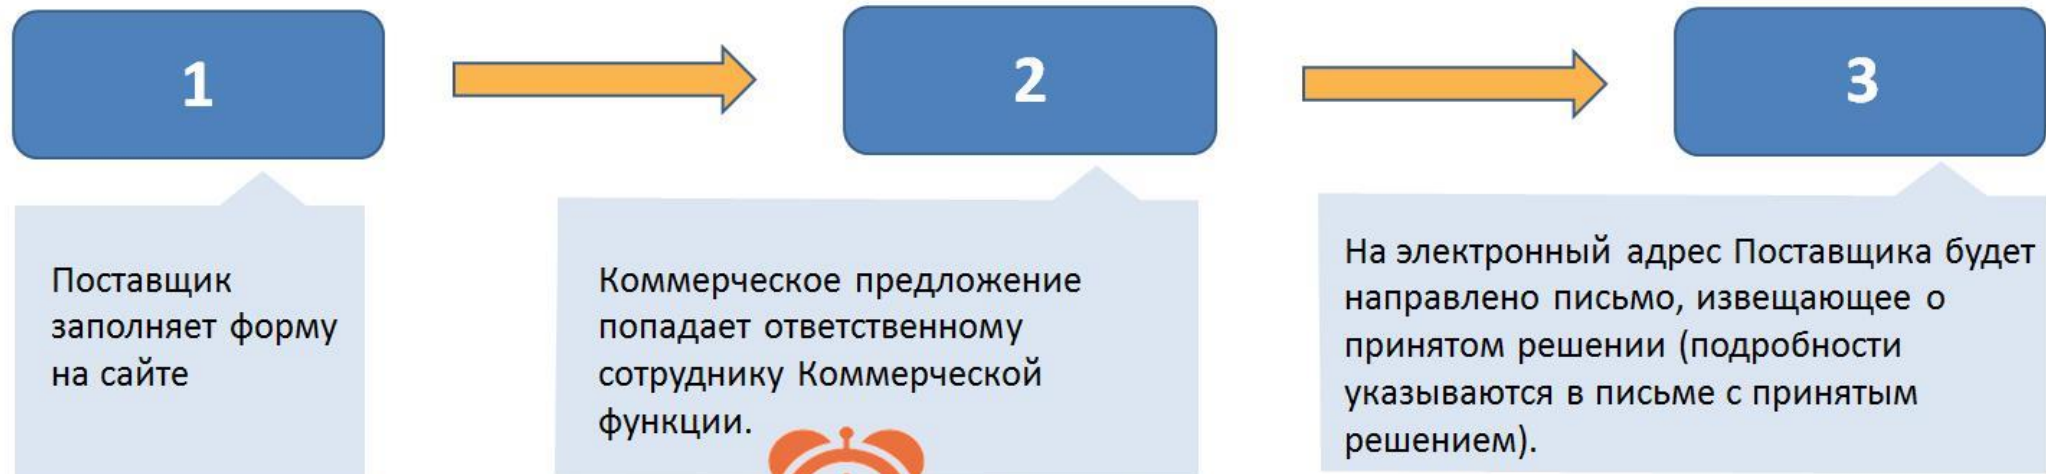 1
2
3
Поставщик
заполняет форму
на сайте
Коммерческое предложение
попадает ответственному
сотруднику Коммерческой
функции.
На электронный адрес Поставщика будет
направлено письмо, извещающее о
принятом решении (подробности
указываются в письме с принятым
решением).